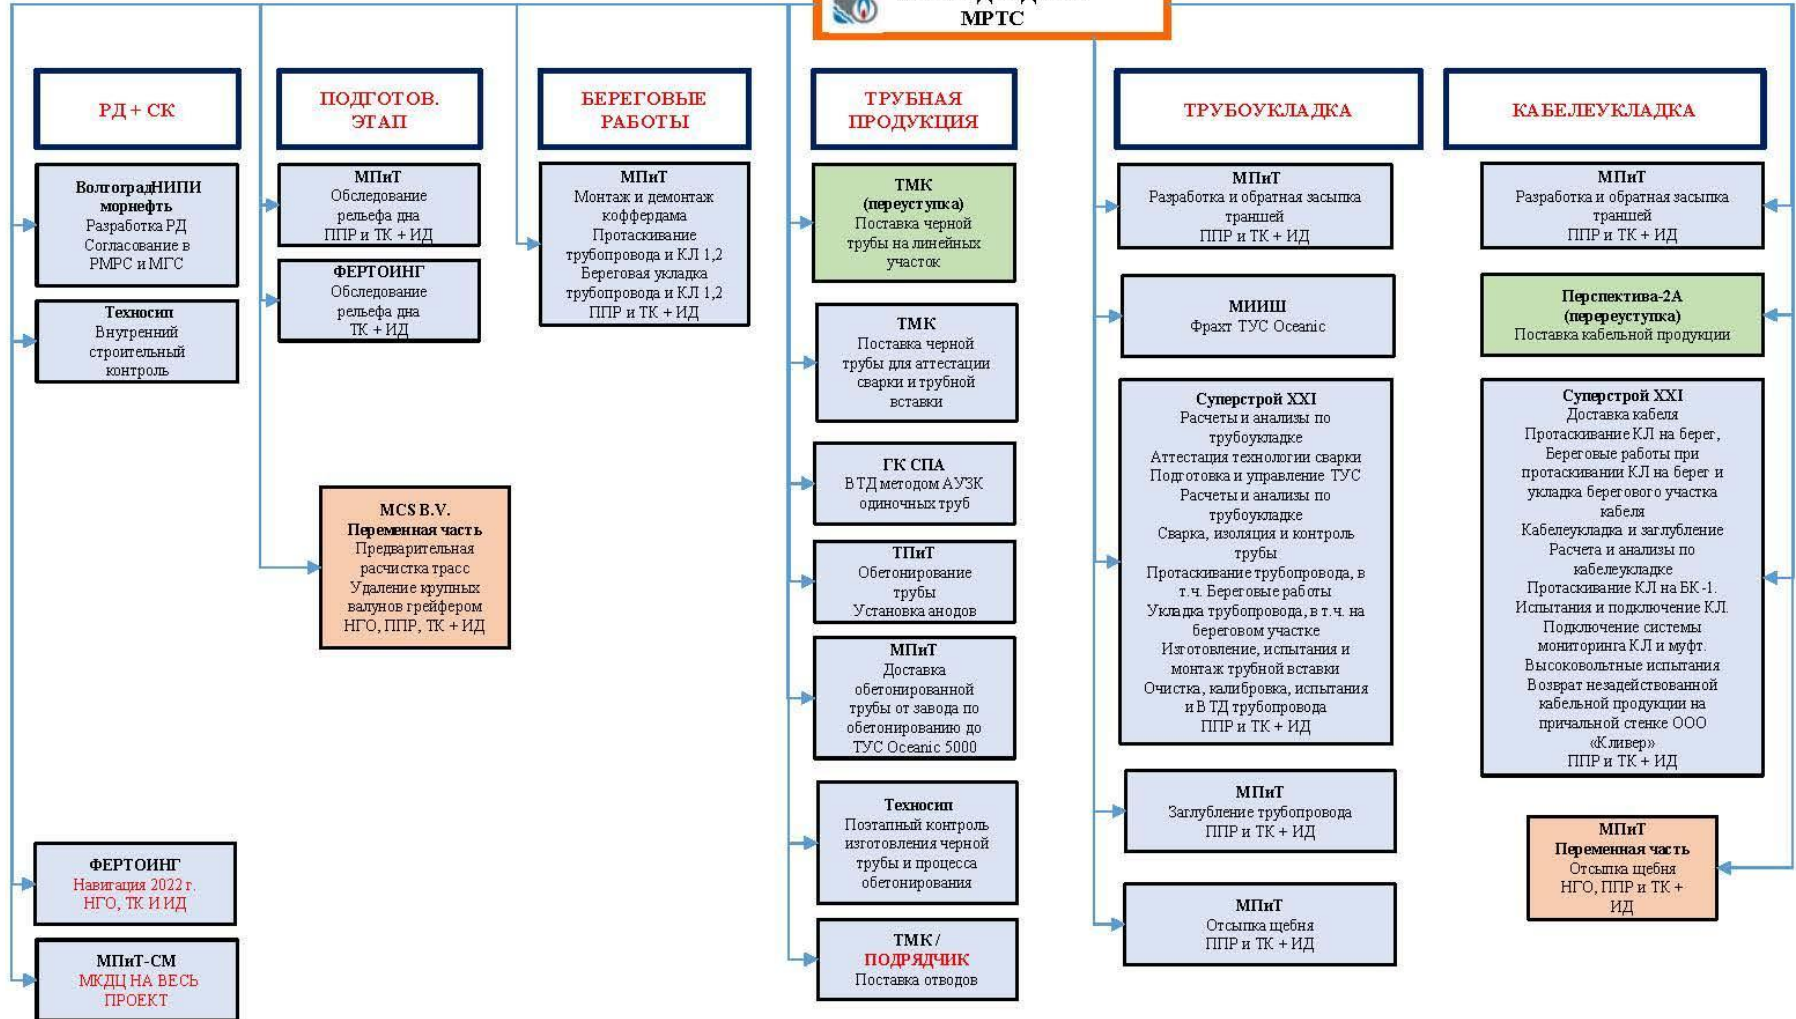 МРТС
РД + СК
ВолгоградНИПИ
морнефть
Разработка РД
Согласование в
РМРС и МГС
Техносип
Внутренний
строительный
контроль
ФЕРТОИНГ
Навигация 2022 г.
НГО, ТК И ИД
МПиТ-СМ
МКДЦ НА ВЕСЬ
ПРОЕКТ
ПОДГОТОВ.
ЭТАП
МПиТ
Обследование
рельефа дна
ППР и ТК + ИД
ФЕРТОИНГ
Обследование
рельефа дна
ТК + ИД
MCS B.V.
Переменная часть
Предварительная
расчистка трасс
Удаление крупных
валунов грейфером
НГО, ППР, ТК + ИД
БЕРЕГОВЫЕ
РАБОТЫ
МПиТ
Монтаж и демонтаж
коффердама
Протаскивание
трубопровода и КЛ 1,2
Береговая укладка
трубопровода и КЛ 1,2
ППР и ТК + ИД
ТРУБНАЯ
ПРОДУКЦИЯ
ТМК
(переуступка)
Поставка черной
трубы на линейных
участок
ТМК
Поставка черной
трубы для аттестации
сварки и трубной
вставки
ГК СПА
ВТД методом АУЗК
одиночных труб
ТПиТ
Обетонирование
трубы
Установка анодов
МПиТ
Доставка
обетонированной
трубы от завода по
обетонированию до
ТУС Oceanic 5000
Техносип
Поэтапный контроль
изготовления черной
трубы и процесса
обетонирования
ТМК /
ПОДРЯДЧИК
Поставка отводов
ТРУБОУКЛАДКА
МПиТ
Разработка и обратная засыпка
траншей
ППР и ТК + ИД
МИИШ
Фрахт ТУС Oceanic
Суперстрой XXI
Расчеты и анализы по
трубоукладке
Аттестация технологии сварки
Подготовка и управление ТУС
Расчеты и анализы по
трубоукладке
Сварка, изоляция и контроль
трубы
Протаскивание трубопровода, в
т.ч. Береговые работы
Укладка трубопровода, в т.ч. на
береговом участке
Изготовление, испытания и
монтаж трубной вставки
Очистка, калибровка, испытания
и ВТД трубопровода
ППР и ТК + ИД
МПиТ
Заглубление трубопровода
ППР и ТК + ИД
МПиТ
Отсыпка щебня
ППР и ТК + ИД
КАБЕЛЕУКЛАДКА
МПиТ
Разработка и обратная засыпка
траншей
ППР и ТК + ИД
Перспектива-2А
(перереуступка)
Поставка кабельной продукции
Суперстрой XXI
Доставка кабеля
Протаскивание КЛ на берег,
Береговые работы при
протаскивании КЛ на берег и
укладка берегового участка
кабеля
Кабелеукладка и заглубление
Расчета и анализы по
кабелеукладке
Протаскивание КЛ на БК-1.
Испытания и подключение КЛ.
Подключение системы
мониторинга КЛ и муфт.
Высоковольтные испытания
Возврат незадействованной
кабельной продукции на
причальной стенке ООО
«Кливер»
ППР и ТК + ИД
МПиТ
Переменная часть
Отсыпка щебня
НГО, ППР и ТК +
ИД